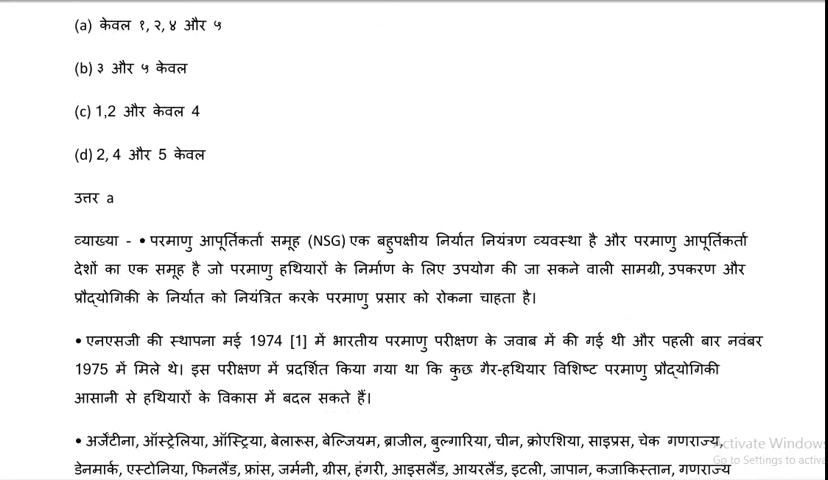 (a) केवल १, २, ४ और ५
(b) ३ और ५ केवल
(c) 1,2 और केवल 4
(d) 2, 4 और 5 केवल
उत्तर a
व्याख्या - • परमाणु आपूर्तिकर्ता समूह (NSG) एक बहुपक्षीय निर्यात नियंत्रण व्यवस्था है और परमाणु आपूर्तिकर्ता
देशों का एक समूह है जो परमाणु हथियारों के निर्माण के लिए उपयोग की जा सकने वाली सामग्री, उपकरण और
प्रौद्योगिकी के निर्यात को नियंत्रित करके परमाणु प्रसार को रोकना चाहता है।
• एनएसजी की स्थापना मई 1974 [1] में भारतीय परमाणु परीक्षण के जवाब में की गई थी और पहली बार नवंबर
1975 में मिले थे। इस परीक्षण में प्रदर्शित किया गया था कि कुछ गैर-हथियार विशिष्ट परमाणु प्रौद्योगिकी
आसानी से हथियारों के विकास में बदल सकते हैं।
• अर्जेंटीना, ऑस्ट्रेलिया, ऑस्ट्रिया, बेलारूस, बेल्जियम, ब्राजील, बुल्गारिया, चीन, क्रोएशिया, साइप्रस, चेक गणराज्य,
डेनमार्क, एस्टोनिया, फिनलैंड, फ्रांस, जर्मनी, ग्रीस, हंगरी, आइसलैंड, आयरलैंड, इटली, जापान, कजाकिस्तान, गणराज्य
ctivate Window
Go to Settings to activa